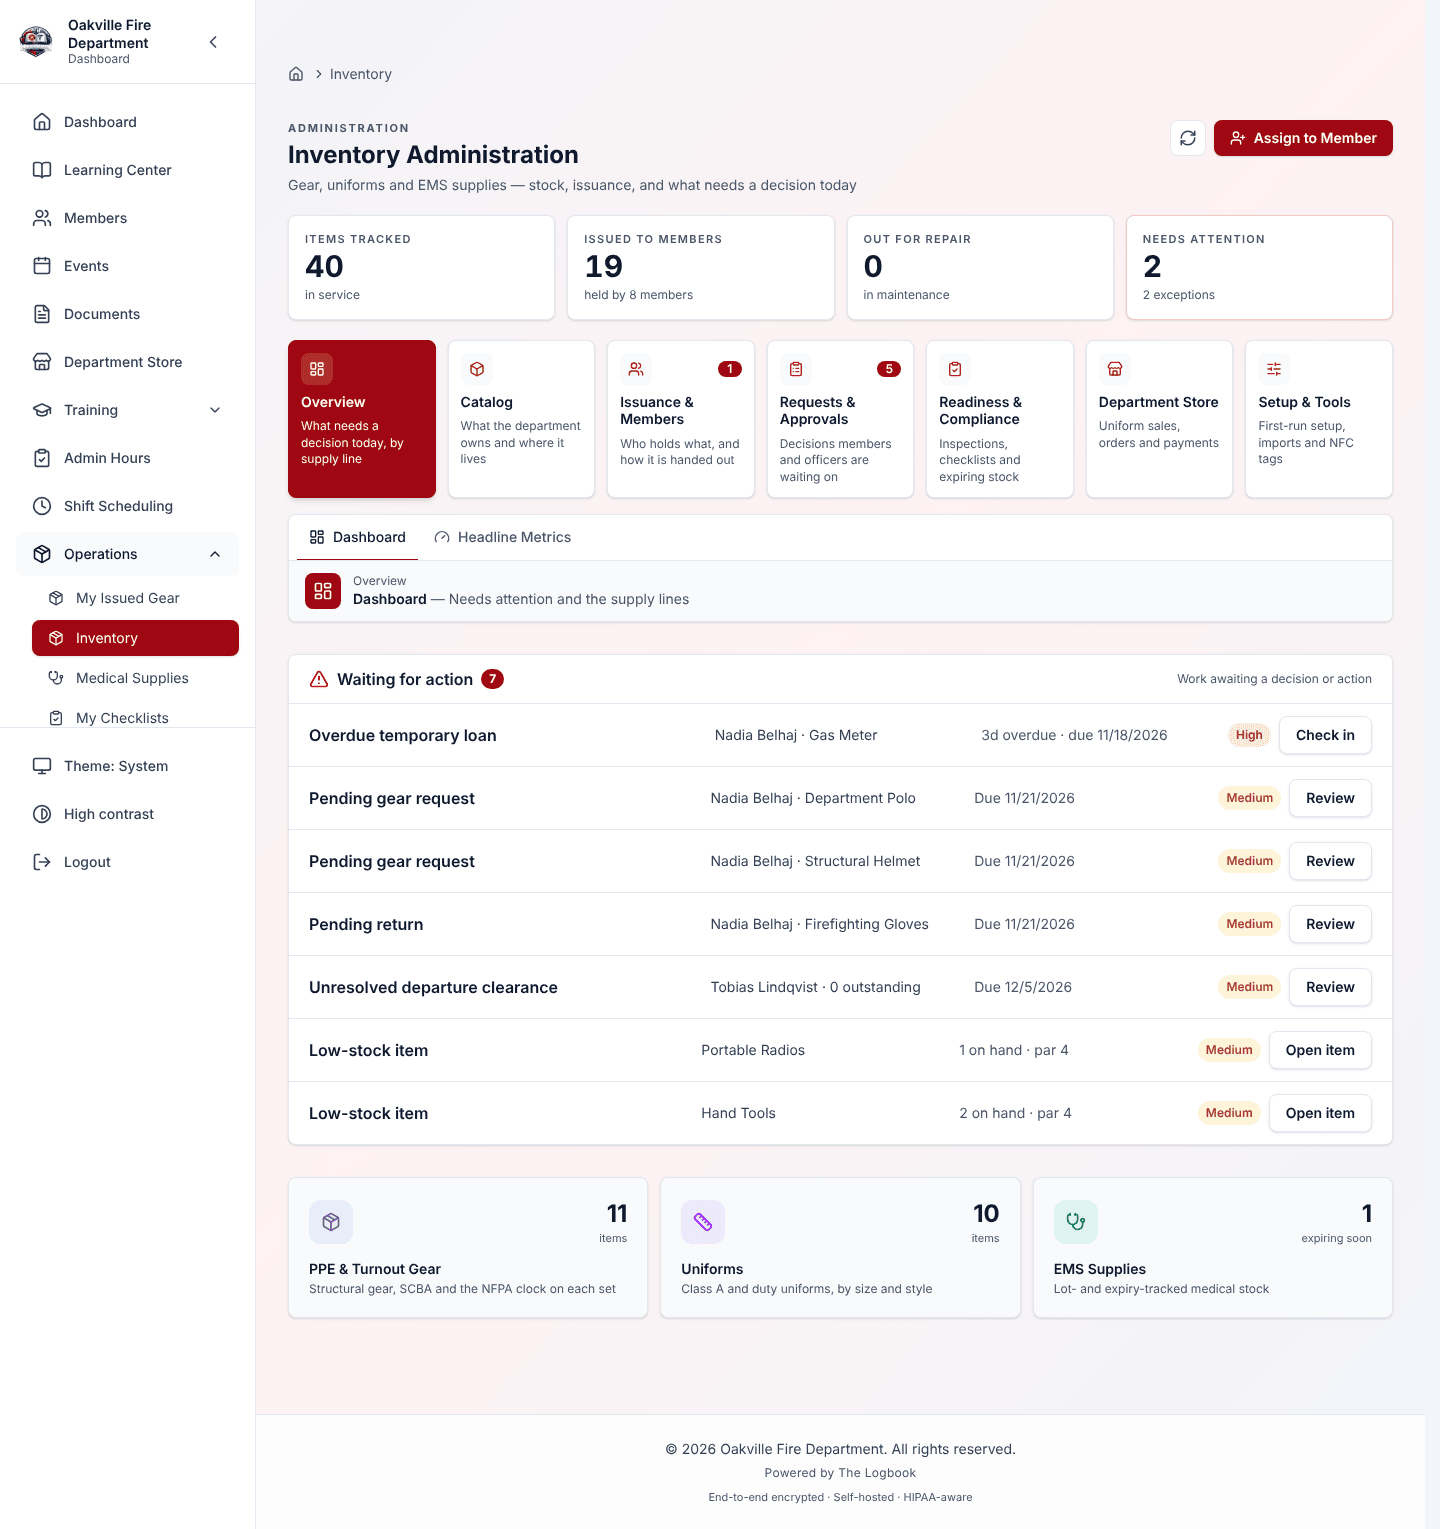 Oakville Fire
Department
Dashboard
Dashboard
Learning Center
Members
Events
Documents
Department Store
Training
Admin Hours
Shift Scheduling
Operations
My Issued Gear
Inventory
Medical Supplies
My Checklists
Theme: System
High contrast
Logout
Inventory
ADMINISTRATION
Inventory Administration
Gear, uniforms and EMS supplies — stock, issuance, and what needs a decision today
Assign to Member
ITEMS TRACKED
40
in service
ISSUED TO MEMBERS
19
held by 8 members
OUT FOR REPAIR
0
in maintenance
NEEDS ATTENTION
2
2 exceptions
Overview
What needs a
decision today, by
supply line
Catalog
What the department
owns and where it
lives
1
Issuance &
Members
Who holds what, and
how it is handed out
5
Requests &
Approvals
Decisions members
and officers are
waiting on
Readiness &
Compliance
Inspections,
checklists and
expiring stock
Department Store
Uniform sales,
orders and payments
Setup & Tools
First-run setup,
imports and NFC
tags
Dashboard
Headline Metrics
Overview
Dashboard — Needs attention and the supply lines
Waiting for action 7
Work awaiting a decision or action
Overdue temporary loan Nadia Belhaj · Gas Meter 3d overdue · due 11/18/2026 High Check in
Pending gear request Nadia Belhaj · Department Polo Due 11/21/2026 Medium Review
Pending gear request Nadia Belhaj · Structural Helmet Due 11/21/2026 Medium Review
Pending return Nadia Belhaj · Firefighting Gloves Due 11/21/2026 Medium Review
Unresolved departure clearance Tobias Lindqvist · 0 outstanding Due 12/5/2026 Medium Review
Low-stock item Portable Radios 1 on hand · par 4 Medium Open item
Low-stock item Hand Tools 2 on hand · par 4 Medium Open item
11
items
PPE & Turnout Gear
Structural gear, SCBA and the NFPA clock on each set
10
items
Uniforms
Class A and duty uniforms, by size and style
1
expiring soon
EMS Supplies
Lot- and expiry-tracked medical stock
© 2026 Oakville Fire Department. All rights reserved.
Powered by The Logbook
End-to-end encrypted · Self-hosted · HIPAA-aware